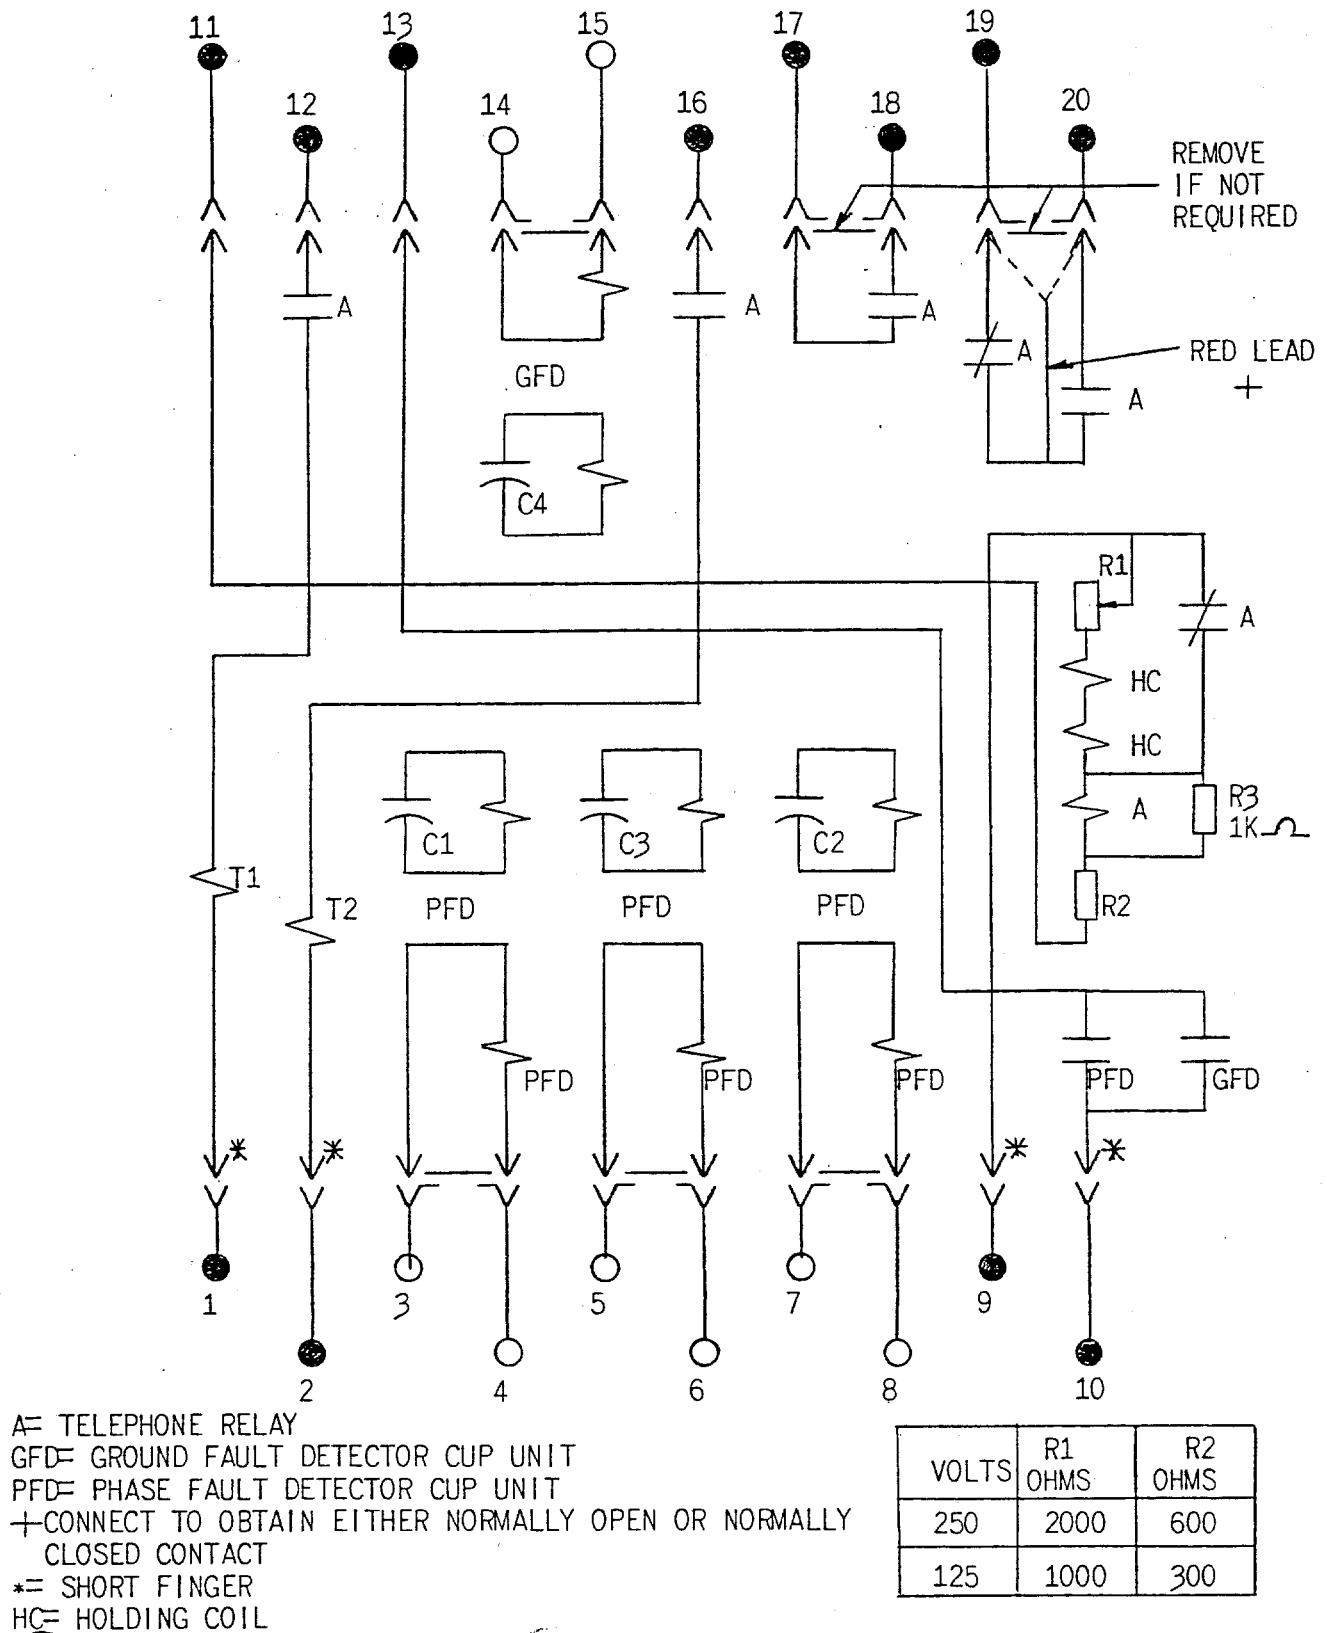 11
13
15
17
19
12
14
16
18
20
REMOVE
IF NOT
REQUIRED
A
A
A
A
RED LEAD
+
GFD
A
C4
R1
A
HC
HC
A
R3
1KΩ
C1
C3
C2
T1
T2
PFD
PFD
PFD
R2
PFD
PFD
PFD
PFD
GFD
*
*
*
*
1
3
5
7
9
2
4
6
8
10
A= TELEPHONE RELAY
GFD= GROUND FAULT DETECTOR CUP UNIT
PFD= PHASE FAULT DETECTOR CUP UNIT
+CONNECT TO OBTAIN EITHER NORMALLY OPEN OR NORMALLY
CLOSED CONTACT
*= SHORT FINGER
HC= HOLDING COIL
VOLTS R1 OHMS R2 OHMS
250 2000 600
125 1000 300